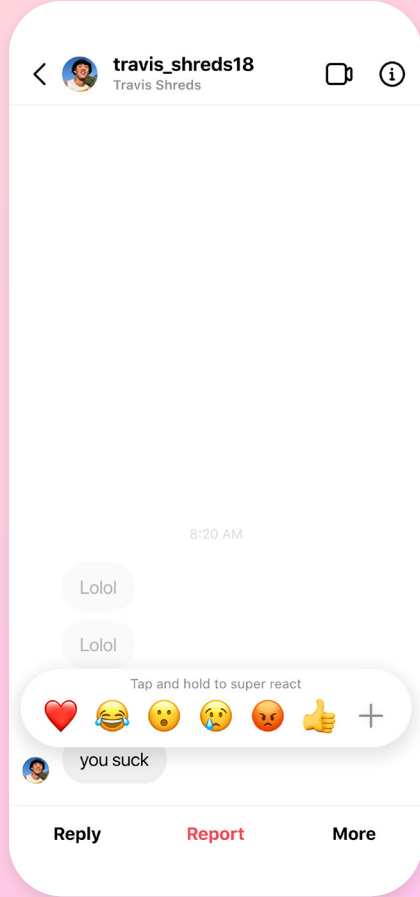 travis_shreds18
Travis Shreds
8:20 AM
Lolol
Lolol
Tap and hold to super react
you suck
Reply Report More